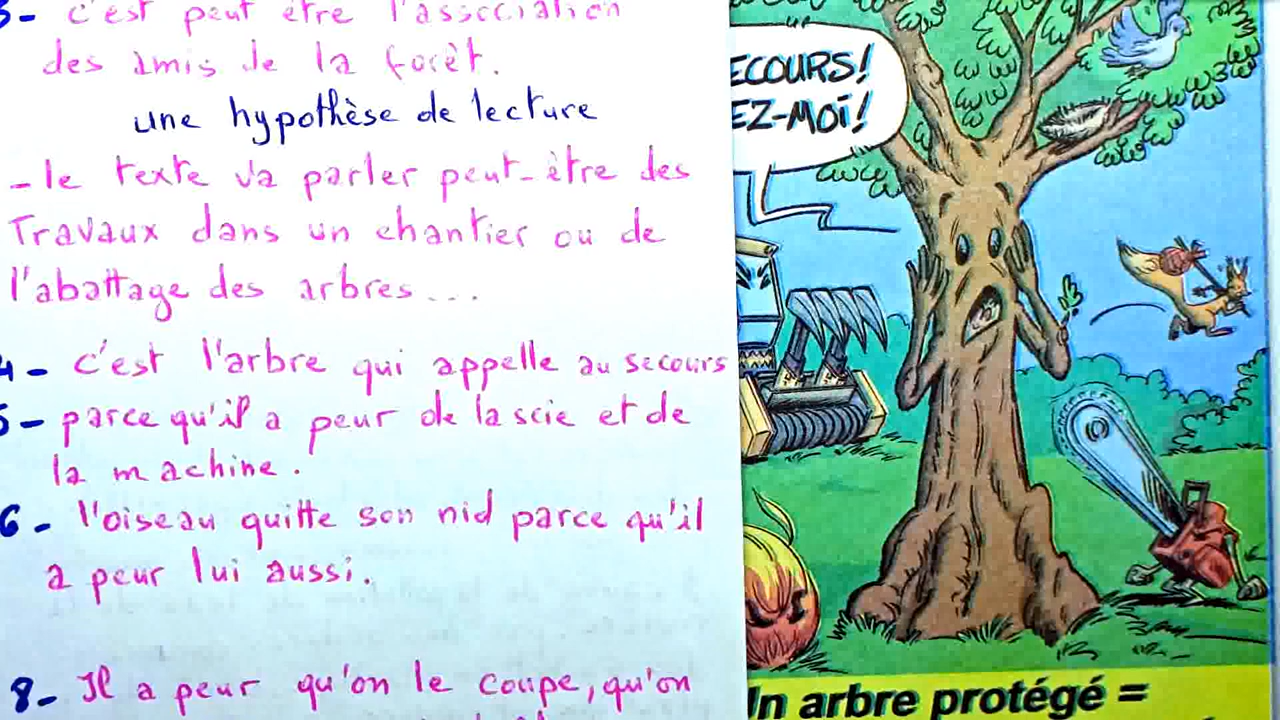 3- c'est peut être l'association
des amis de la forêt.
une hypothèse de lecture
- le texte va parler peut-être des
Travaux dans un chantier ou de
l'abattage des arbres...
4- c'est l'arbre qui appelle au secours
5- parce qu'il a peur de la scie et de
la machine.
6- l'oiseau quitte son nid parce qu'il
a peur lui aussi.
8- Il a peur qu'on le coupe, qu'on
ECOURS!
EZ-MOI!
Un arbre protégé =